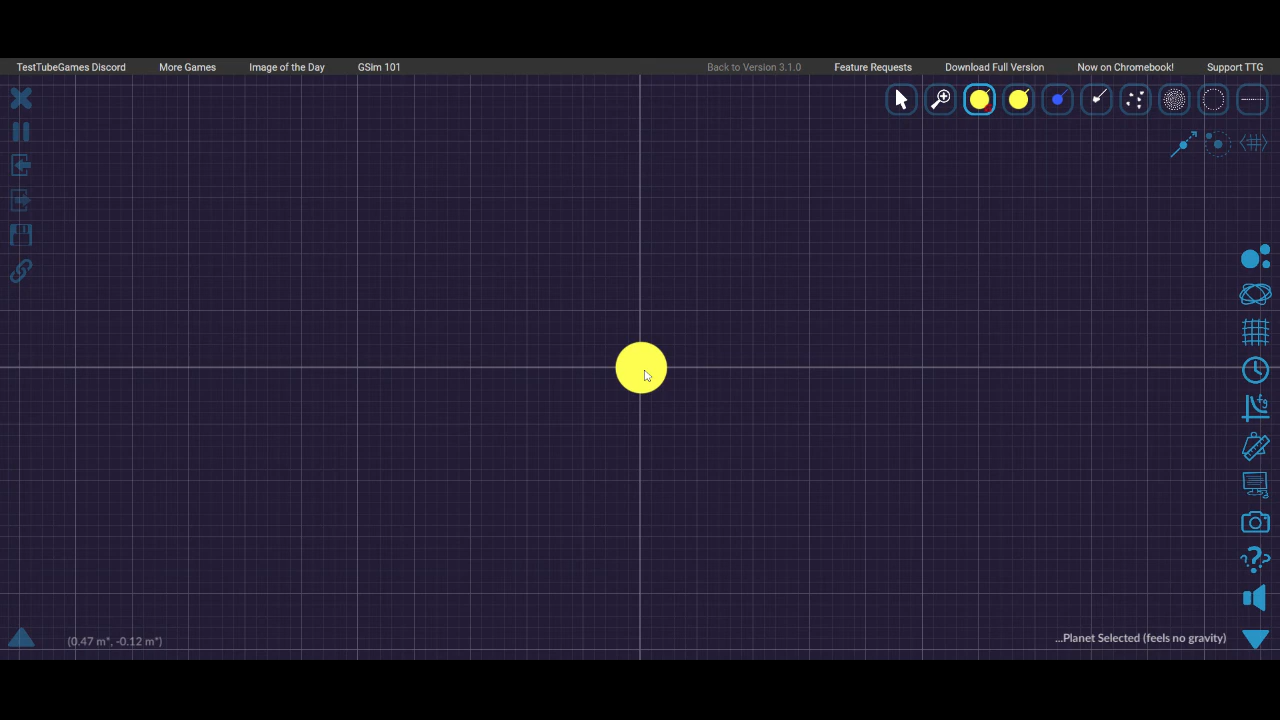 TestTubeGames Discord More Games Image of the Day GSim 101 Back to Version 3.1.0 Feature Requests Download Full Version Now on Chromebook! Support TTG
(0.47 m*, -0.12 m*) ...Planet Selected (feels no gravity)